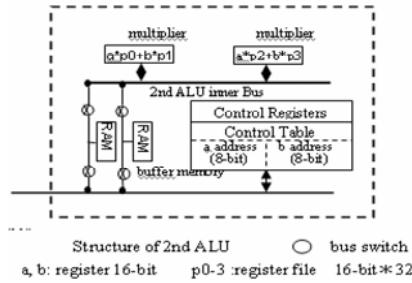 multiplier multiplier
a*p0+b*p1 a*p2+b*p3
2nd ALU inner Bus
Control Registers
Control Table
a address b address
(8-bit) (8-bit)
RAM RAM
buffer memory
Structure of 2nd ALU bus switch
a, b: register 16-bit p0-3 :register file 16-bit*32